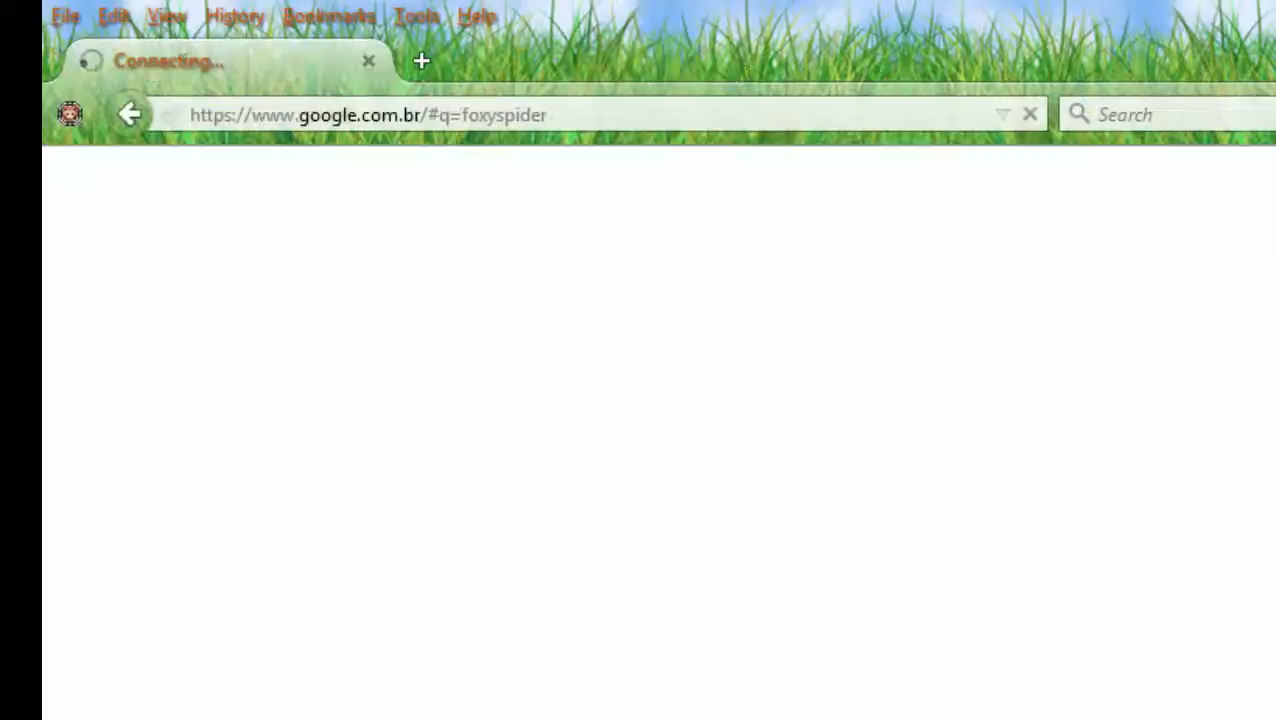 File Edit View History Bookmarks Tools Help
Connecting...
https://www.google.com.br/#q=foxyspider
Search